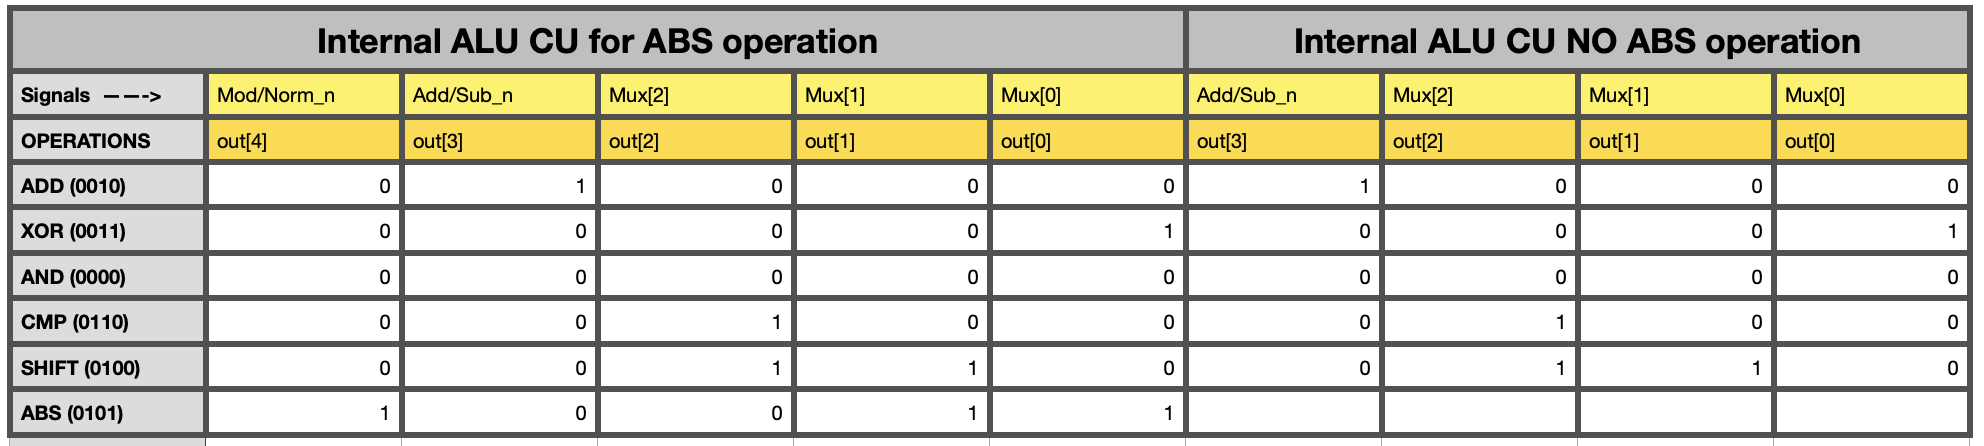 Internal ALU CU for ABS operation Internal ALU CU NO ABS operation
Signals ——-> Mod/Norm_n Add/Sub_n Mux[2] Mux[1] Mux[0] Add/Sub_n Mux[2] Mux[1] Mux[0]
OPERATIONS out[4] out[3] out[2] out[1] out[0] out[3] out[2] out[1] out[0]
ADD (0010) 0 1 0 0 0 1 0 0 0
XOR (0011) 0 0 0 0 1 0 0 0 1
AND (0000) 0 0 0 0 0 0 0 0 0
CMP (0110) 0 0 1 0 0 0 1 0 0
SHIFT (0100) 0 0 1 1 0 0 1 1 0
ABS (0101) 1 0 0 1 1